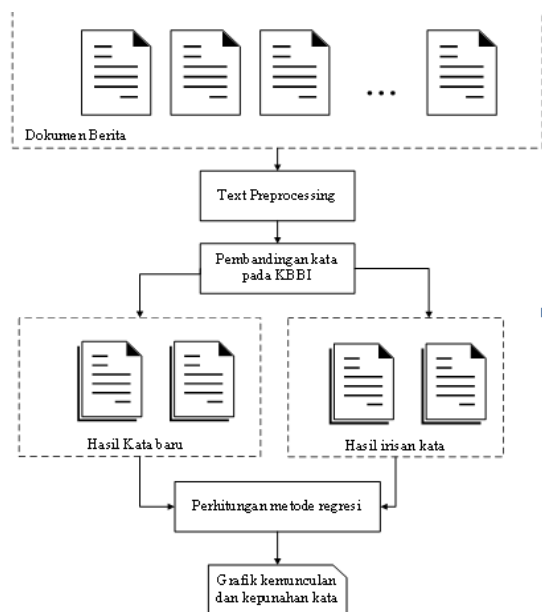 Dokumen Berita
Text Preprocessing
Pembandingan kata
pada KBBI
Hasil Kata baru
Hasil irisan kata
Perhitungan metode regresi
Grafik kemunculan
dan kepunahan kata